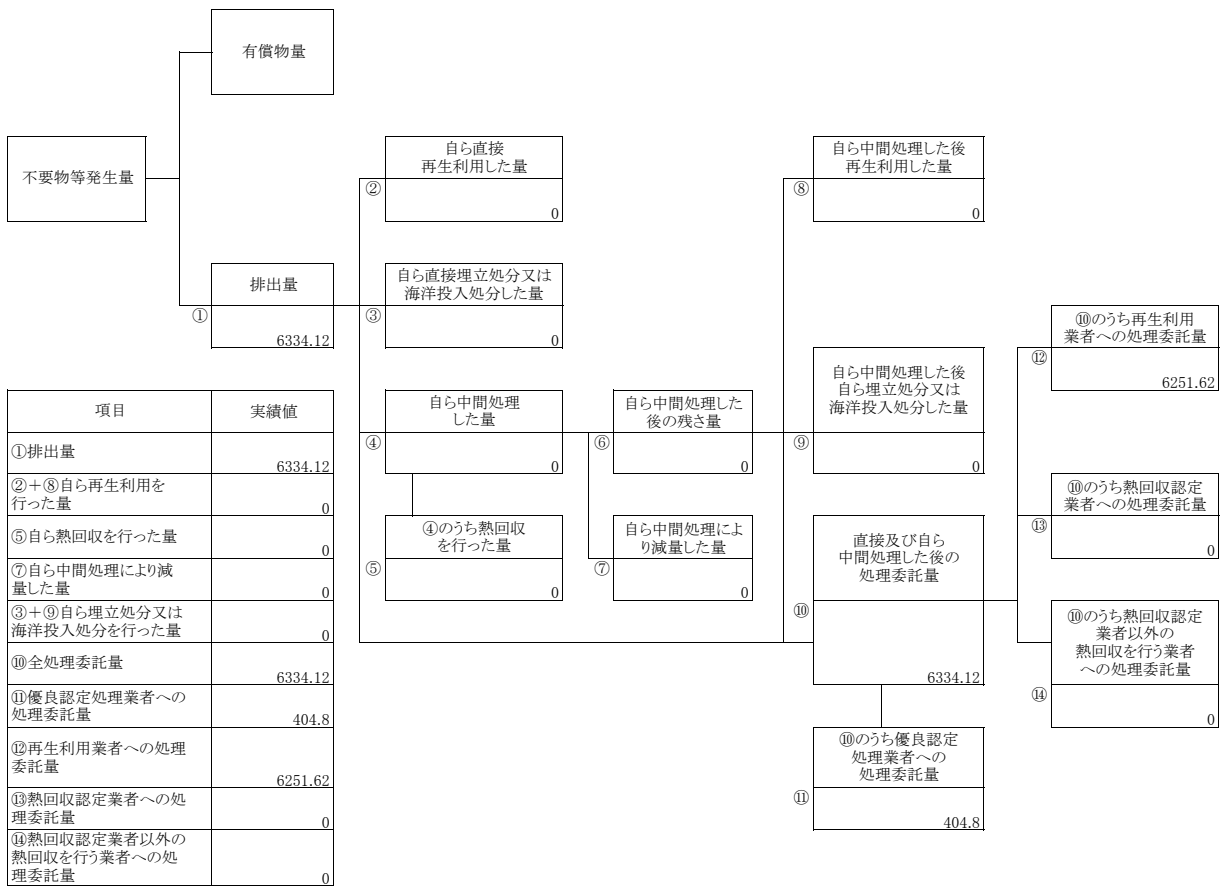 有償物量
不要物等発生量
排出量
①
6334.12
自ら直接
再生利用した量
②
0
自ら直接埋立処分又は
海洋投入処分した量
③
0
自ら中間処理
した量
④
0
④のうち熱回収
を行った量
⑤
0
自ら中間処理した
後の残さ量
⑥
0
自ら中間処理によ
り減量した量
⑦
0
自ら中間処理した後
再生利用した量
⑧
0
自ら中間処理した後
自ら埋立処分又は
海洋投入処分した量
⑨
0
直接及び自ら
中間処理した後の
処理委託量
⑩
6334.12
⑩のうち優良認定
処理業者への
処理委託量
⑪
404.8
⑩のうち再生利用
業者への処理委託量
⑫
6251.62
⑩のうち熱回収認定
業者への処理委託量
⑬
0
⑩のうち熱回収認定
業者以外の
熱回収を行う業者
への処理委託量
⑭
0
項目 実績値
①排出量
6334.12
②+⑧自ら再生利用を
行った量
0
⑤自ら熱回収を行った量
0
⑦自ら中間処理により減
量した量
0
③+⑨自ら埋立処分又は
海洋投入処分を行った量
0
⑩全処理委託量
6334.12
⑪優良認定処理業者への
処理委託量
404.8
⑫再生利用業者への処理
委託量
6251.62
⑬熱回収認定業者への処
理委託量
0
⑭熱回収認定業者以外の
熱回収を行う業者への処
理委託量
0